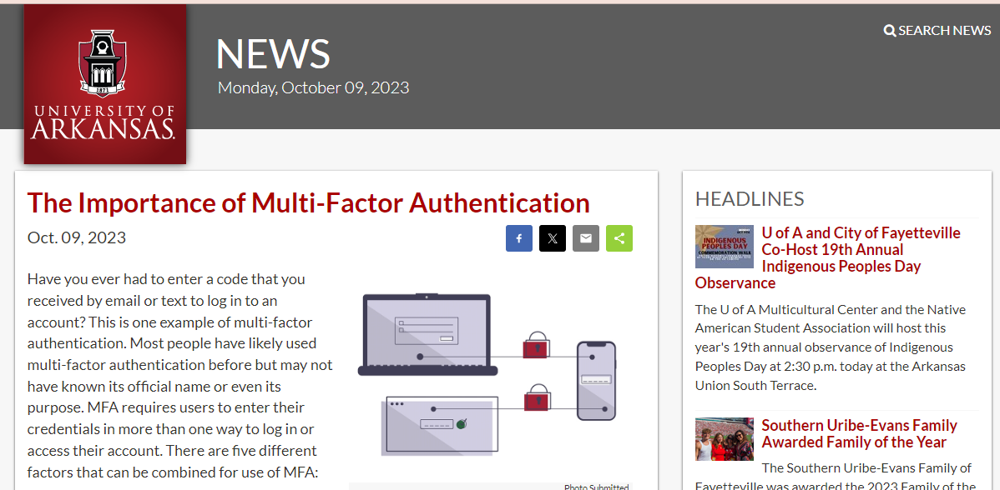 1871
UNIVERSITY OF
ARKANSAS.
NEWS
Monday, October 09, 2023
SEARCH NEWS
The Importance of Multi-Factor Authentication
Oct. 09, 2023
Have you ever had to enter a code that you
received by email or text to log in to an
account? This is one example of multi-factor
authentication. Most people have likely used
multi-factor authentication before but may not
have known its official name or even its
purpose. MFA requires users to enter their
credentials in more than one way to log in or
access their account. There are five different
factors that can be combined for use of MFA:
Photo Submitted
HEADLINES
INDIGENOUS
PEOPLES DAY
COMMEMORATION WALK
U of A and City of Fayetteville
Co-Host 19th Annual
Indigenous Peoples Day
Observance
The U of A Multicultural Center and the Native
American Student Association will host this
year's 19th annual observance of Indigenous
Peoples Day at 2:30 p.m. today at the Arkansas
Union South Terrace.
Southern Uribe-Evans Family
Awarded Family of the Year
The Southern Uribe-Evans Family of
Fayetteville was awarded the 2023 Family of the